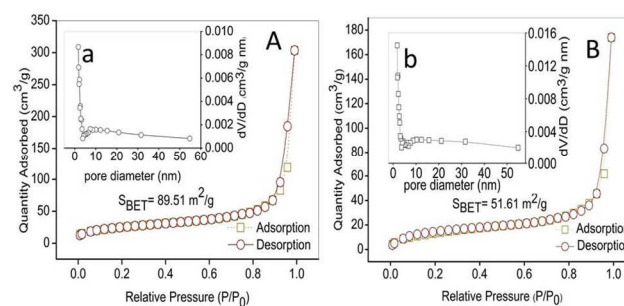 A
a
350
300
250
200
150
100
50
0
Quantity Adsorbed (cm³/g)
0.010
0.008
0.006
0.004
0.002
0.000
dV/dD .cm³/g nm.
0 10 20 30 40 50 60
pore diameter (nm)
S_BET= 89.51 m²/g
Adsorption
Desorption
0.0 0.2 0.4 0.6 0.8 1.0
Relative Pressure (P/P₀)
B
b
180
160
140
120
100
80
60
40
20
0
Quantity Adsorbed (cm³/g)
0.016
0.012
0.008
0.004
0.000
dV/dD (cm³/g nm)
0 10 20 30 40 50
pore diameter (nm)
S_BET= 51.61 m²/g
Adsorption
Desorption
0.0 0.2 0.4 0.6 0.8 1.0
Relative Pressure (P/P₀)